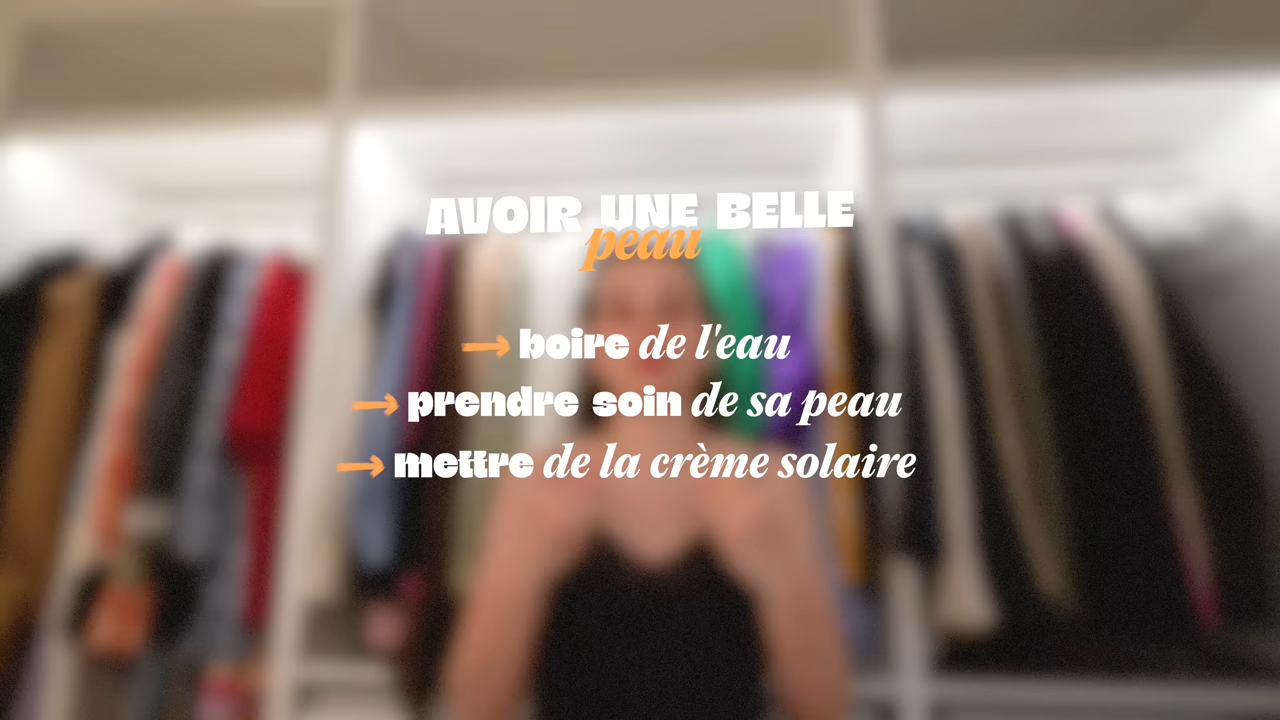 AVOIR UNE BELLE
peau
→ boire de l'eau
→ prendre soin de sa peau
→ mettre de la crème solaire